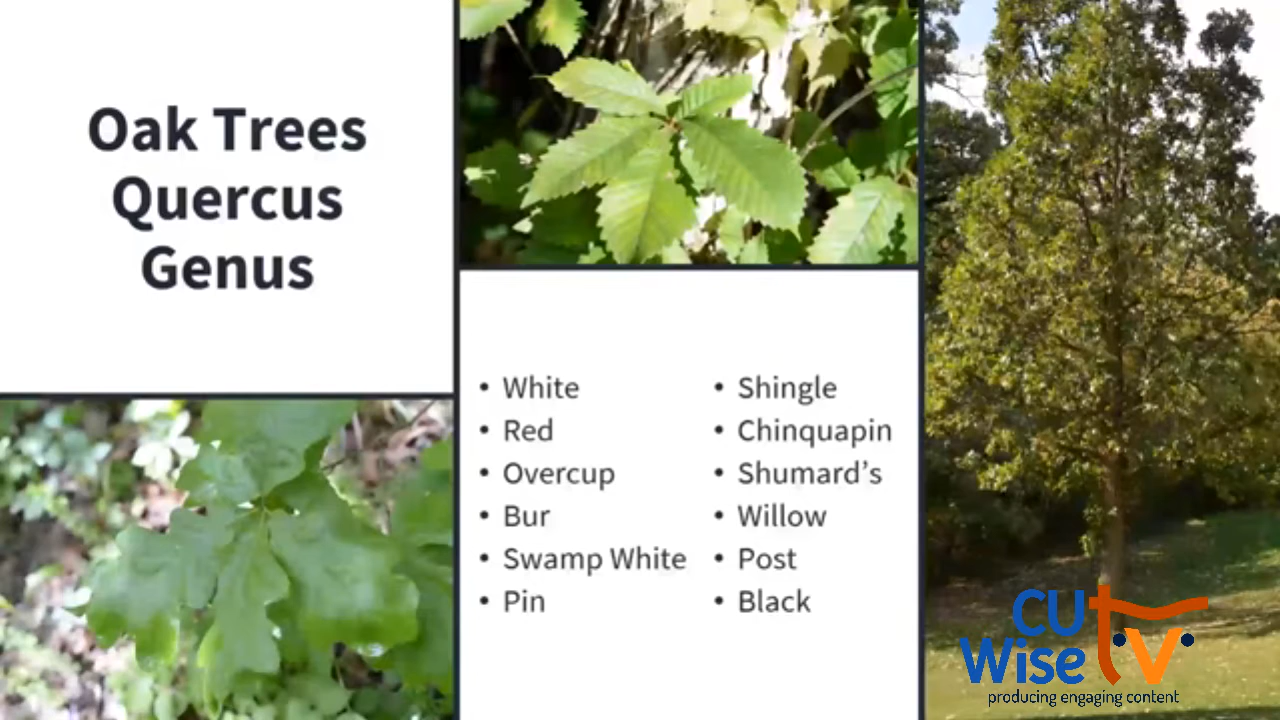 Oak Trees
Quercus
Genus
• White
• Red
• Overcup
• Bur
• Swamp White
• Pin
• Shingle
• Chinquapin
• Shumard’s
• Willow
• Post
• Black
CU
Wise
tv
producing engaging content